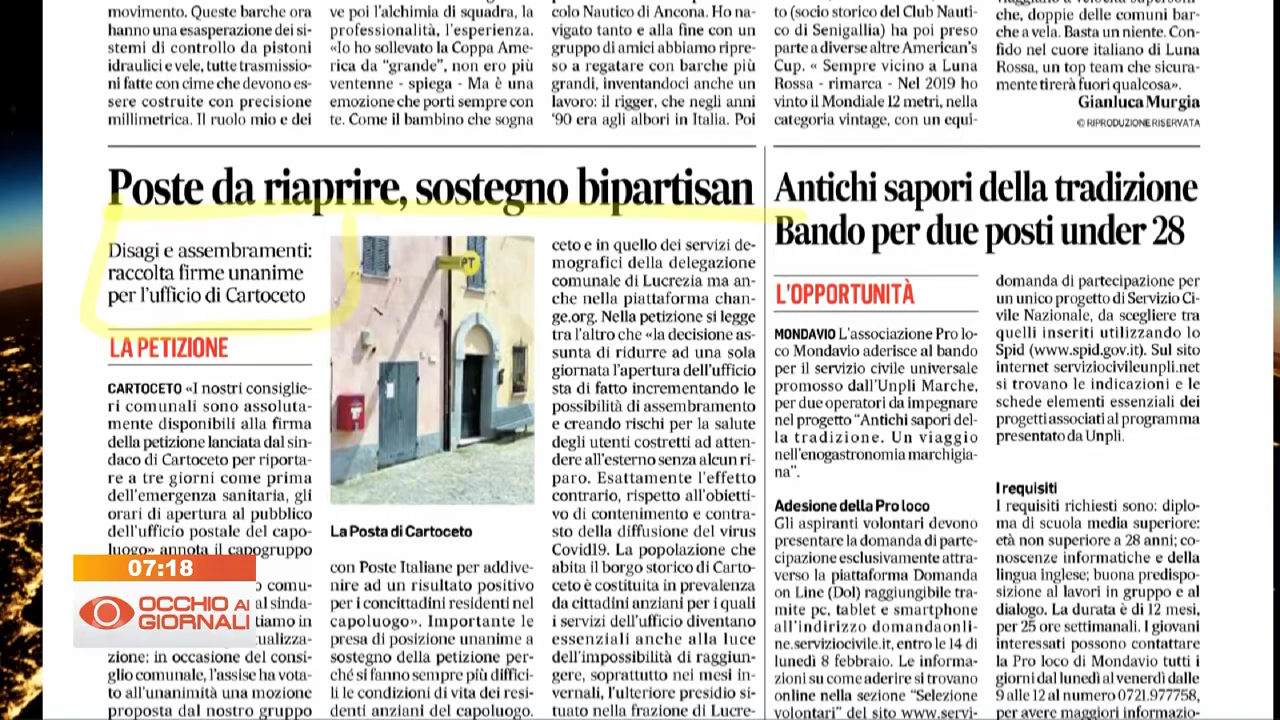 movimento. Queste barche ora
hanno una esasperazione dei si-
stemi di controllo da pistoni
idraulici e vele, tutte trasmissio-
ni fatte con cime che devono es-
sere costruite con precisione
millimetrica. Il ruolo mio e dei
ve poi l'alchimia di squadra, la
professionalità, l'esperienza.
«Io ho sollevato la Coppa Ame-
rica da "grande", non ero più
ventenne - spiega - Ma è una
emozione che porti sempre con
te. Come il bambino che sogna
colo Nautico di Ancona. Ho na-
vigato tanto e alla fine con un
gruppo di amici abbiamo ripre-
so a regatare con barche più
grandi, inventandoci anche un
lavoro: il rigger, che negli anni
'90 era agli albori in Italia. Poi
to (socio storico del Club Nauti-
co di Senigallia) ha poi preso
parte a diverse altre American's
Cup. « Sempre vicino a Luna
Rossa - rimarca - Nel 2019 ho
vinto il Mondiale 12 metri, nella
categoria vintage, con un equi-
che, doppie delle comuni bar-
che a vela. Basta un niente. Con-
fido nel cuore italiano di Luna
Rossa, un top team che sicura-
mente tirerà fuori qualcosa».
Gianluca Murgia
© RIPRODUZIONE RISERVATA
Poste da riaprire, sostegno bipartisan
Disagi e assembramenti:
raccolta firme unanime
per l'ufficio di Cartoceto
LA PETIZIONE
CARTOCETO «I nostri consiglie-
ri comunali sono assoluta-
mente disponibili alla firma
della petizione lanciata dal sin-
daco di Cartoceto per riporta-
re a tre giorni come prima
dell'emergenza sanitaria, gli
orari di apertura al pubblico
dell'ufficio postale del capo-
luogo» annota il capogruppo
o comu-
al sinda-
tiamo in
tualizza-
zione: in occasione del consi-
glio comunale, l'assise ha vota-
to all'unanimità una mozione
proposta dal nostro gruppo
PT
La Posta di Cartoceto
con Poste Italiane per addive-
nire ad un risultato positivo
per i concittadini residenti nel
capoluogo». Importante le
presa di posizione unanime a
sostegno della petizione per-
ché si fanno sempre più diffici-
li le condizioni di vita dei resi-
denti anziani del capoluogo.
ceto e in quello dei servizi de-
mografici della delegazione
comunale di Lucrezia ma an-
che nella piattaforma chan-
ge.org. Nella petizione si legge
tra l'altro che «la decisione as-
sunta di ridurre ad una sola
giornata l'apertura dell'ufficio
sta di fatto incrementando le
possibilità di assembramento
e creando rischi per la salute
degli utenti costretti ad atten-
dere all'esterno senza alcun ri-
paro. Esattamente l'effetto
contrario, rispetto all'obietti-
vo di contenimento e contra-
sto della diffusione del virus
Covid19. La popolazione che
abita il borgo storico di Carto-
ceto è costituita in prevalenza
da cittadini anziani per i quali
i servizi dell'ufficio diventano
essenziali anche alla luce
dell'impossibilità di raggiun-
gere, soprattutto nei mesi in-
vernali, l'ulteriore presidio si-
tuato nella frazione di Lucre-
Antichi sapori della tradizione
Bando per due posti under 28
L'OPPORTUNITÀ
MONDAVIO L'associazione Pro lo-
co Mondavio aderisce al bando
per il servizio civile universale
promosso dall'Unpli Marche,
per due operatori da impegnare
nel progetto "Antichi sapori del-
la tradizione. Un viaggio
nell'enogastronomia marchigia-
na".
Adesione della Pro loco
Gli aspiranti volontari devono
presentare la domanda di parte-
cipazione esclusivamente attra-
verso la piattaforma Domanda
on Line (Dol) raggiungibile tra-
mite pc, tablet e smartphone
all'indirizzo domandaonli-
ne.serviziocivile.it, entro le 14 di
lunedì 8 febbraio. Le informa-
zioni su come aderire si trovano
online nella sezione "Selezione
volontari" del sito www.servi-
domanda di partecipazione per
un unico progetto di Servizio Ci-
vile Nazionale, da scegliere tra
quelli inseriti utilizzando lo
Spid (www.spid.gov.it). Sul sito
internet serviziocivileunpli.net
si trovano le indicazioni e le
schede elementi essenziali dei
progetti associati al programma
presentato da Unpli.
I requisiti
I requisiti richiesti sono: diplo-
ma di scuola media superiore:
età non superiore a 28 anni; co-
noscenze informatiche e della
lingua inglese; buona predispo-
sizione al lavori in gruppo e al
dialogo. La durata è di 12 mesi,
per 25 ore settimanali. I giovani
interessati possono contattare
la Pro loco di Mondavio tutti i
giorni dal lunedì al venerdì dalle
9 alle 12 al numero 0721.977758,
per avere maggiori informazio-
07:18
OCCHIO AI
GIORNALI